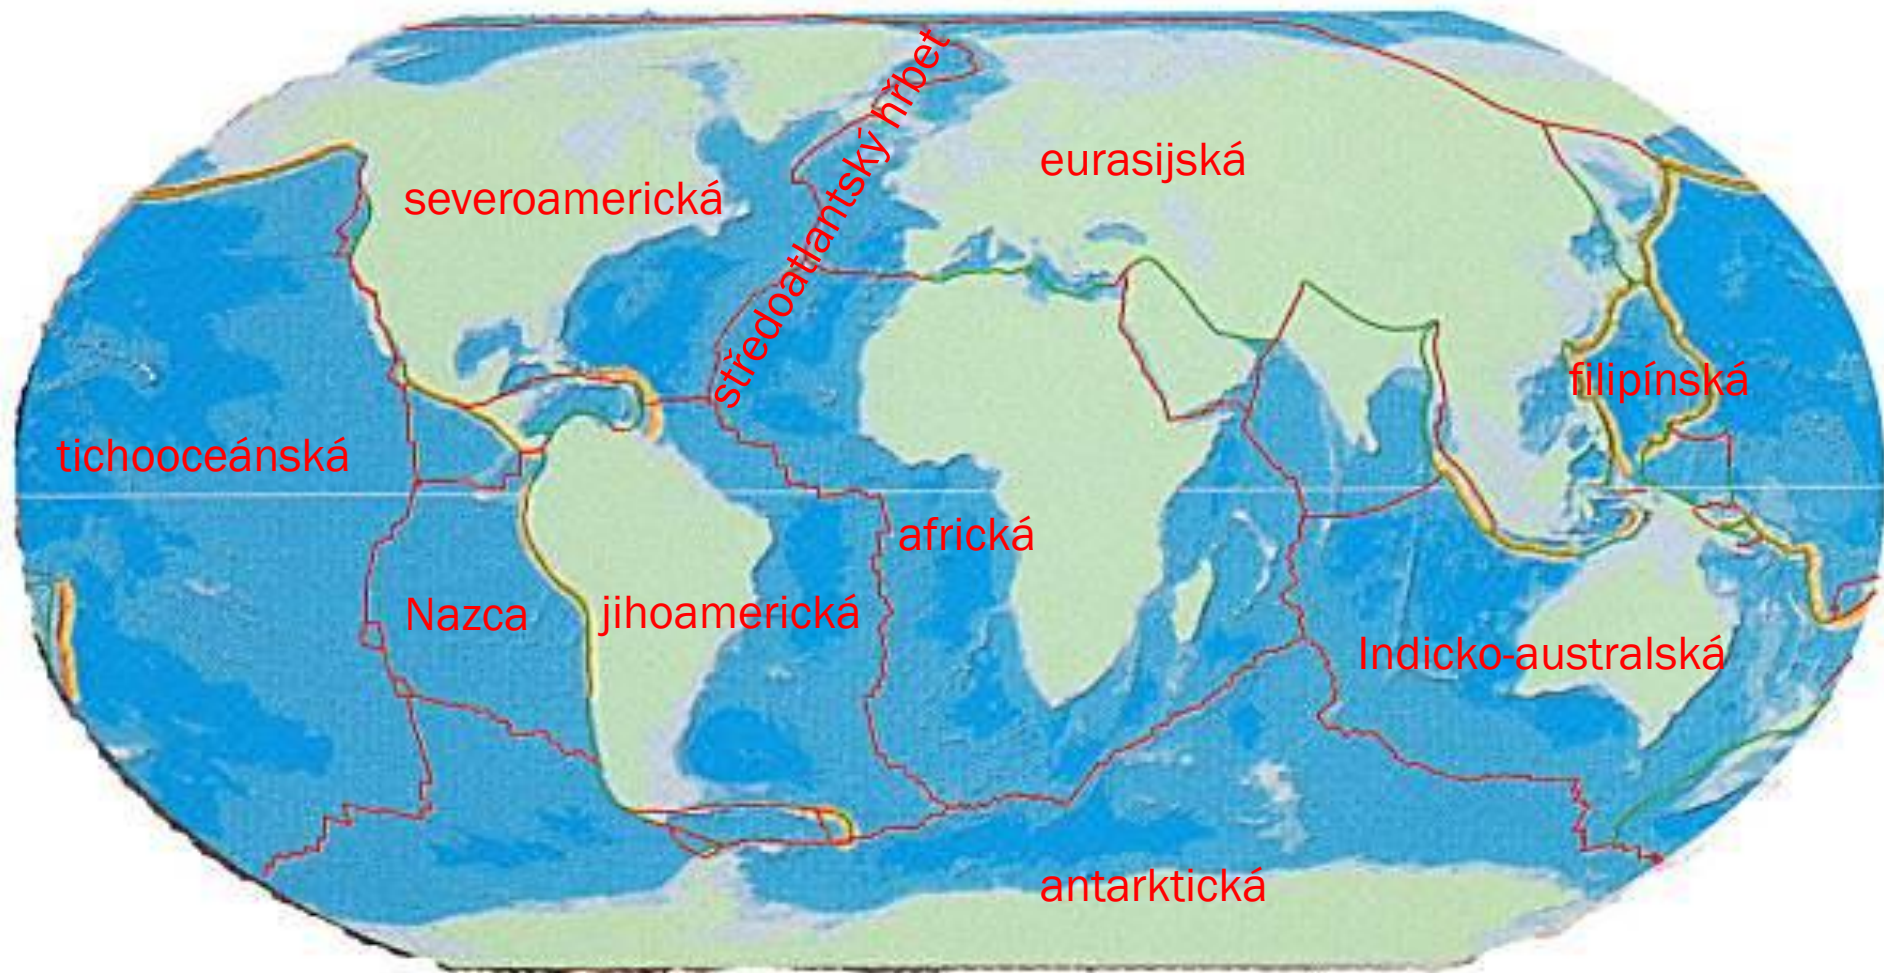 středoatlantský hřbet
eurasijská
severoamerická
filipínská
tichooceánská
africká
Nazca
jihoamerická
Indicko-australská
antarktická